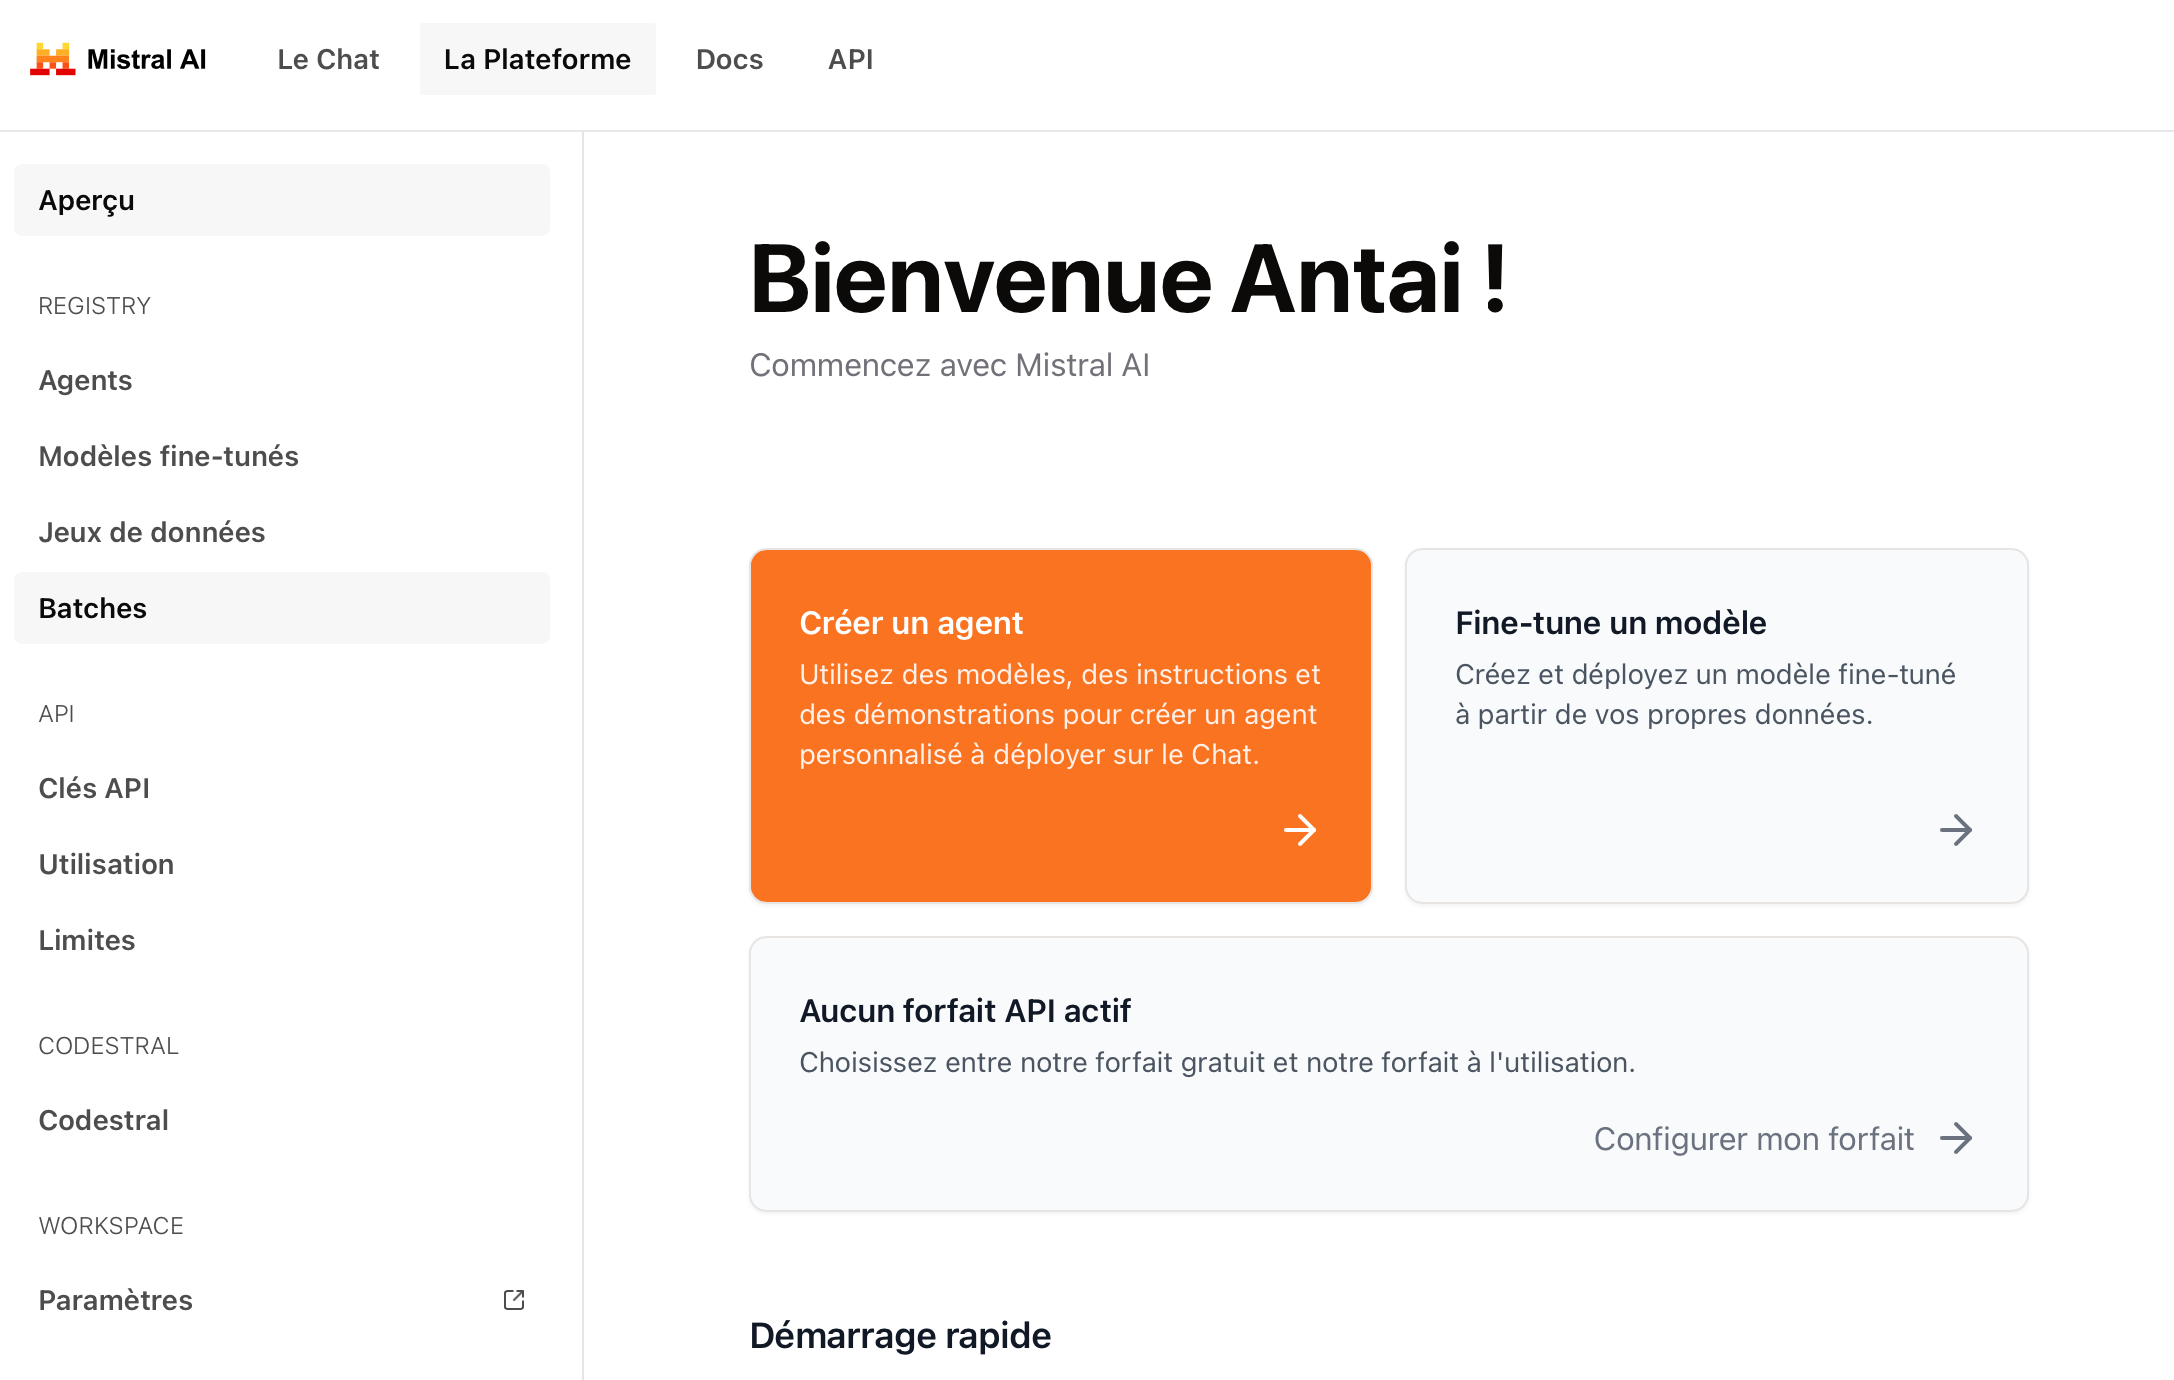 Mistral AI
Le Chat
La Plateforme
Docs
API
Aperçu
REGISTRY
Agents
Modèles fine-tunés
Jeux de données
Batches
API
Clés API
Utilisation
Limites
CODESTRAL
Codestral
WORKSPACE
Paramètres
Bienvenue Antai !
Commencez avec Mistral AI
Créer un agent
Utilisez des modèles, des instructions et
des démonstrations pour créer un agent
personnalisé à déployer sur le Chat.
Fine-tune un modèle
Créez et déployez un modèle fine-tuné
à partir de vos propres données.
Aucun forfait API actif
Choisissez entre notre forfait gratuit et notre forfait à l'utilisation.
Configurer mon forfait
Démarrage rapide